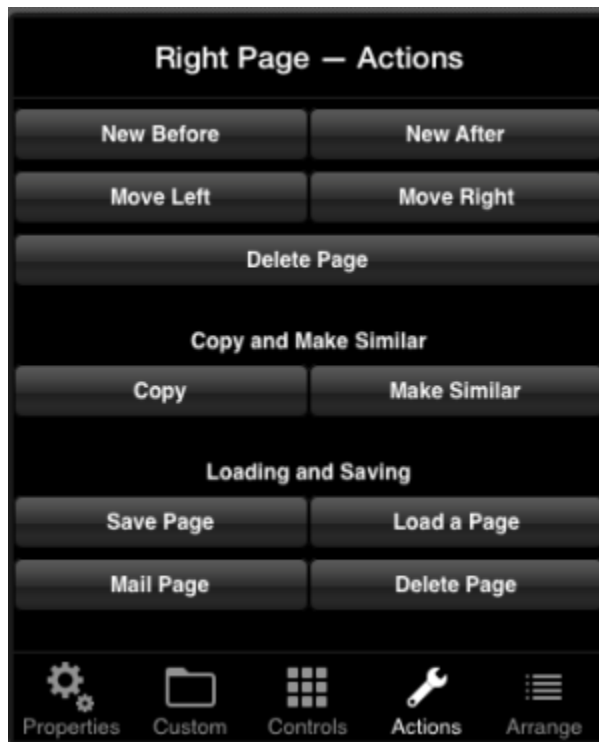 Right Page — Actions
New Before New After
Move Left Move Right
Delete Page
Copy and Make Similar
Copy Make Similar
Loading and Saving
Save Page Load a Page
Mail Page Delete Page
Properties Custom Controls Actions Arrange